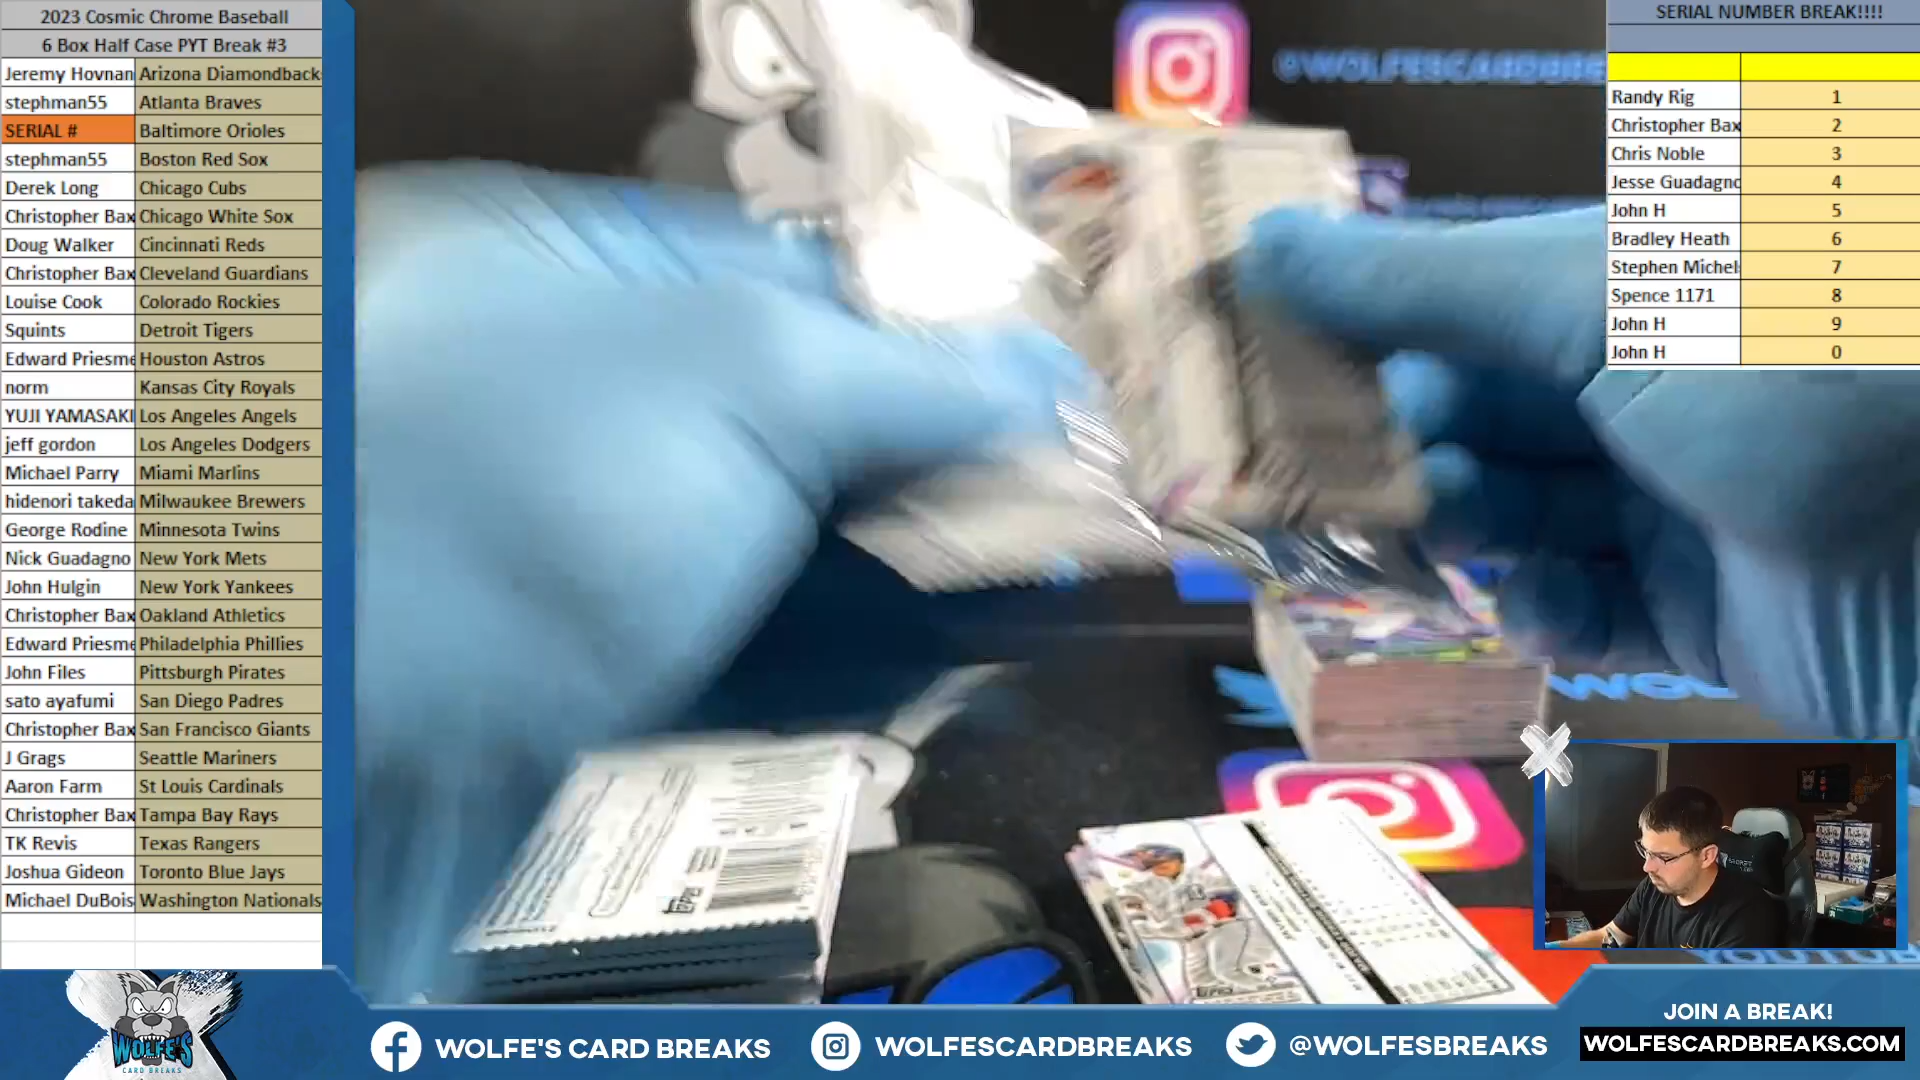 2023 Cosmic Chrome Baseball
6 Box Half Case PYT Break #3
Jeremy Hovnan Arizona Diamondback
stephman55 Atlanta Braves
SERIAL # Baltimore Orioles
stephman55 Boston Red Sox
Derek Long Chicago Cubs
Christopher Bax Chicago White Sox
Doug Walker Cincinnati Reds
Christopher Bax Cleveland Guardians
Louise Cook Colorado Rockies
Squints Detroit Tigers
Edward Priesme Houston Astros
norm Kansas City Royals
YUJI YAMASAKI Los Angeles Angels
jeff gordon Los Angeles Dodgers
Michael Parry Miami Marlins
hidenori takeda Milwaukee Brewers
George Rodine Minnesota Twins
Nick Guadagno New York Mets
John Hulgin New York Yankees
Christopher Bax Oakland Athletics
Edward Priesme Philadelphia Phillies
John Files Pittsburgh Pirates
sato ayafumi San Diego Padres
Christopher Bax San Francisco Giants
J Grags Seattle Mariners
Aaron Farm St Louis Cardinals
Christopher Bax Tampa Bay Rays
TK Revis Texas Rangers
Joshua Gideon Toronto Blue Jays
Michael DuBois Washington Nationals
SERIAL NUMBER BREAK!!!!
Randy Rig 1
Christopher Bax 2
Chris Noble 3
Jesse Guadagno 4
John H 5
Bradley Heath 6
Stephen Michel 7
Spence 1171 8
John H 9
John H 0
@WOLFESCARDBRE
WOL
topps
YOUTUB
WOLFE'S
CARD BREAKS
WOLFE'S CARD BREAKS
WOLFESCARDBREAKS
@WOLFESBREAKS
JOIN A BREAK!
WOLFESCARDBREAKS.COM